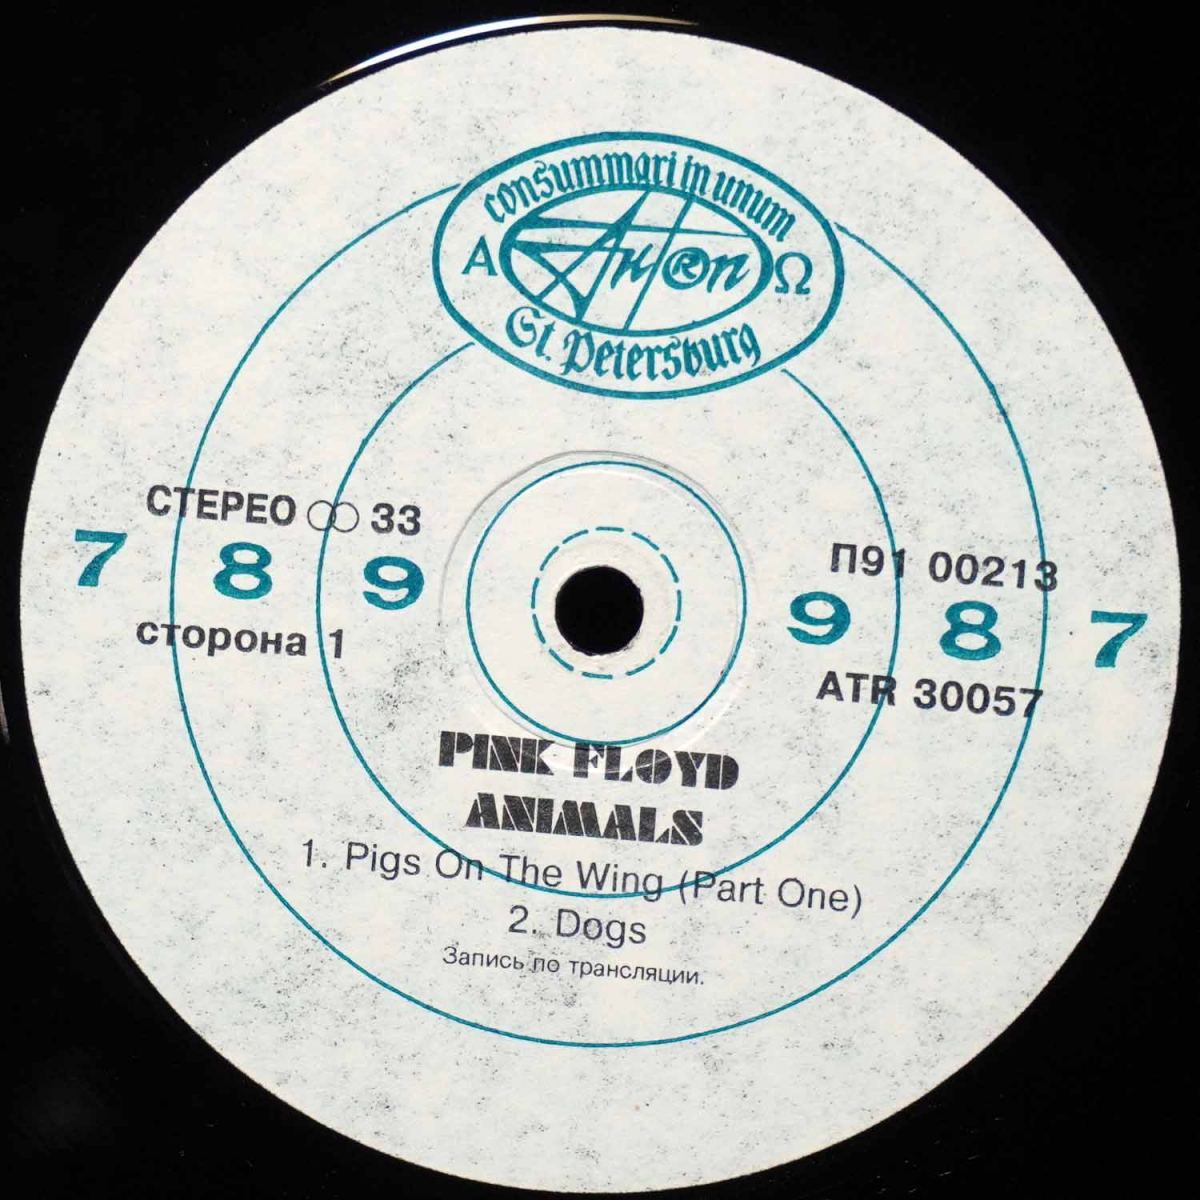 consummari in unum
Α AnTrop Ω
St. Petersburg
СТЕРЕО 33
7 8 9
сторона 1
П91 00213
9 8 7
ATR 30057
PINK FLOYD
ANIMALS
1. Pigs On The Wing (Part One)
2. Dogs
Запись по трансляции.